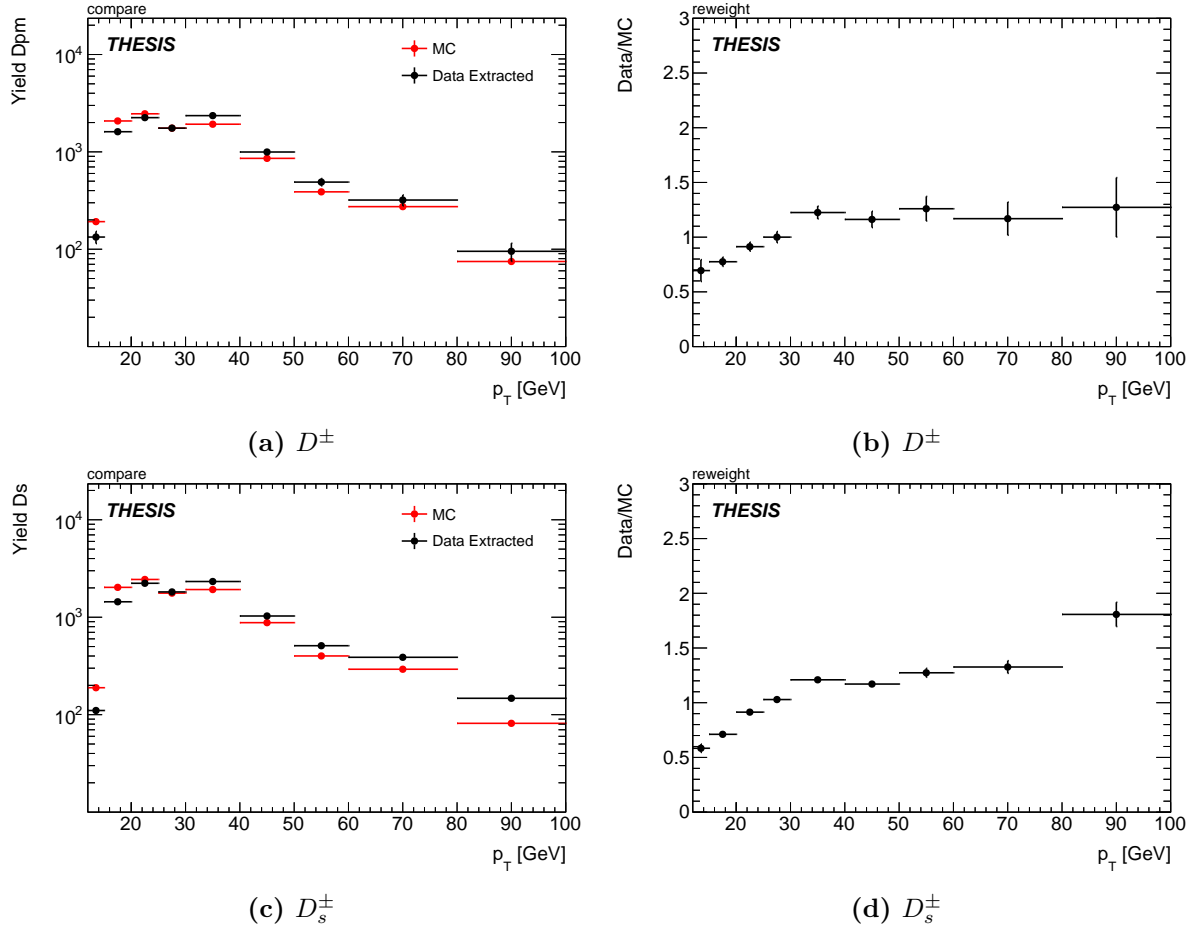 compare
THESIS
MC
Data Extracted
Yield Dpm
10^4
10^3
10^2
20 30 40 50 60 70 80 90 100
p_T [GeV]
(a) D^±
reweight
THESIS
Data/MC
3
2.5
2
1.5
1
0.5
0
20 30 40 50 60 70 80 90 100
p_T [GeV]
(b) D^±
compare
THESIS
MC
Data Extracted
Yield Ds
10^4
10^3
10^2
20 30 40 50 60 70 80 90 100
p_T [GeV]
(c) D_s^±
reweight
THESIS
Data/MC
3
2.5
2
1.5
1
0.5
0
20 30 40 50 60 70 80 90 100
p_T [GeV]
(d) D_s^±